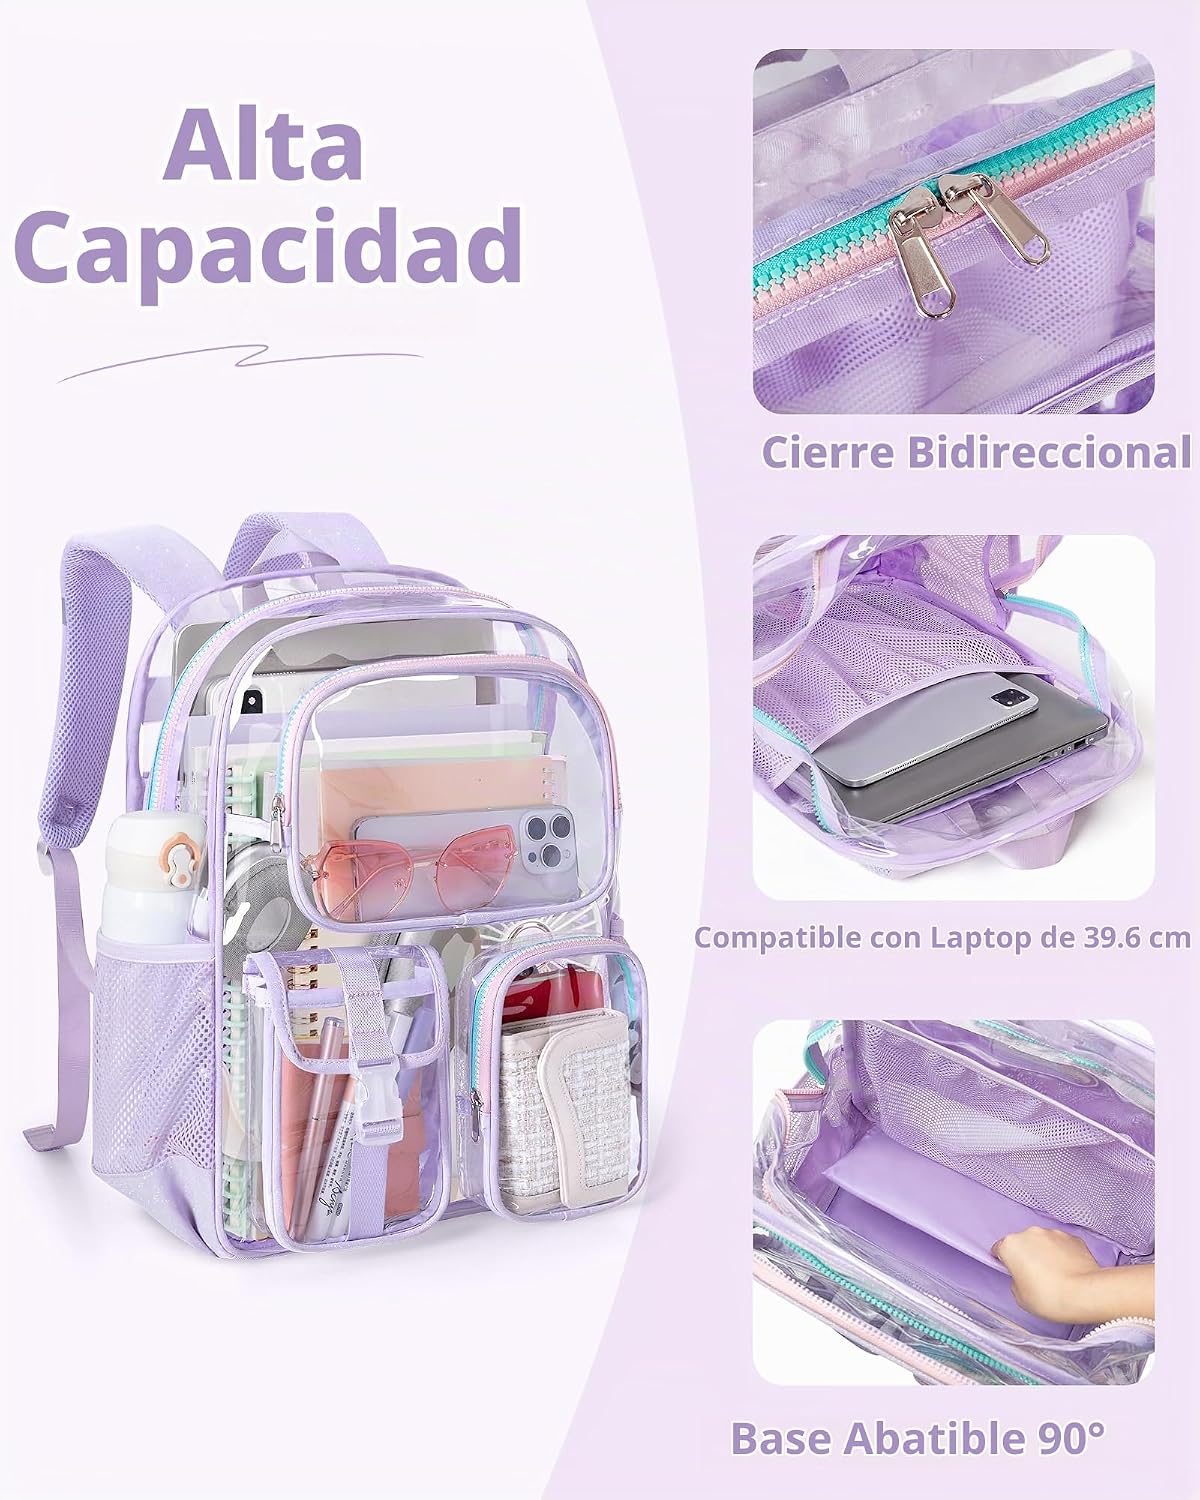 Alta
Capacidad
Cierre Bidireccional
Compatible con Laptop de 39.6 cm
Base Abatible 90°